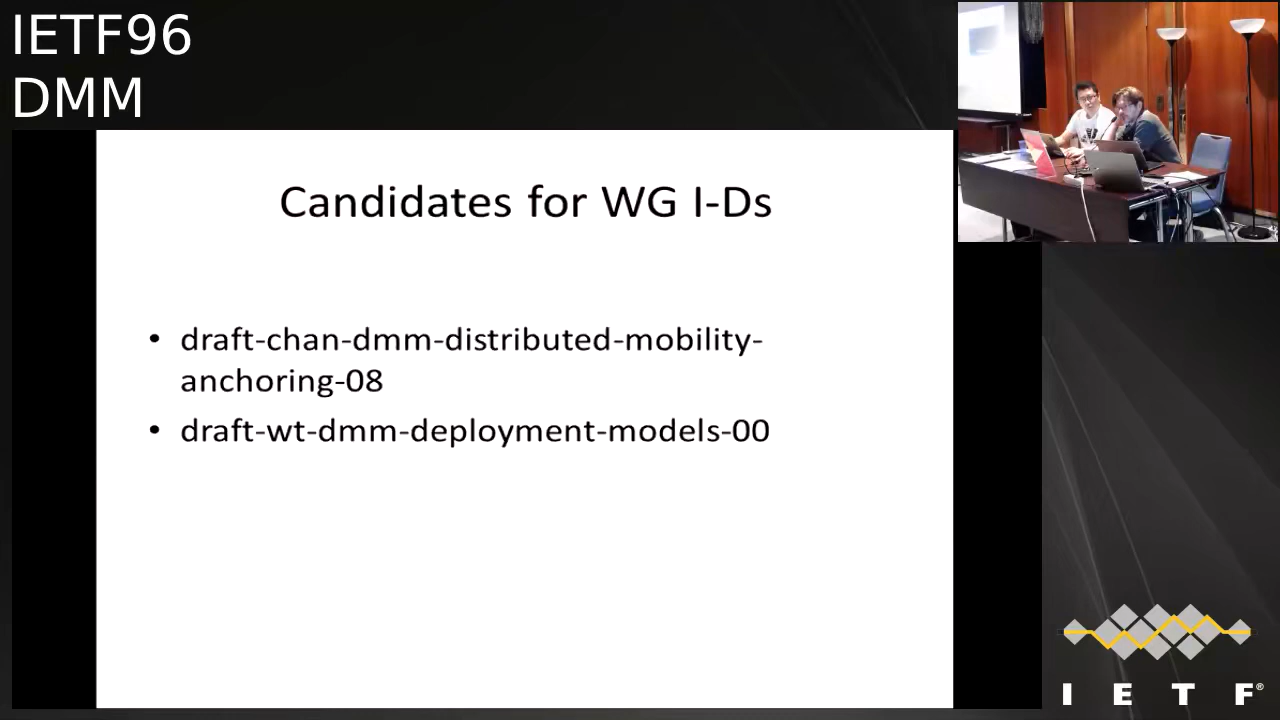 IETF96
DMM
Candidates for WG I-Ds
• draft-chan-dmm-distributed-mobility-
anchoring-08
• draft-wt-dmm-deployment-models-00
I E T F®